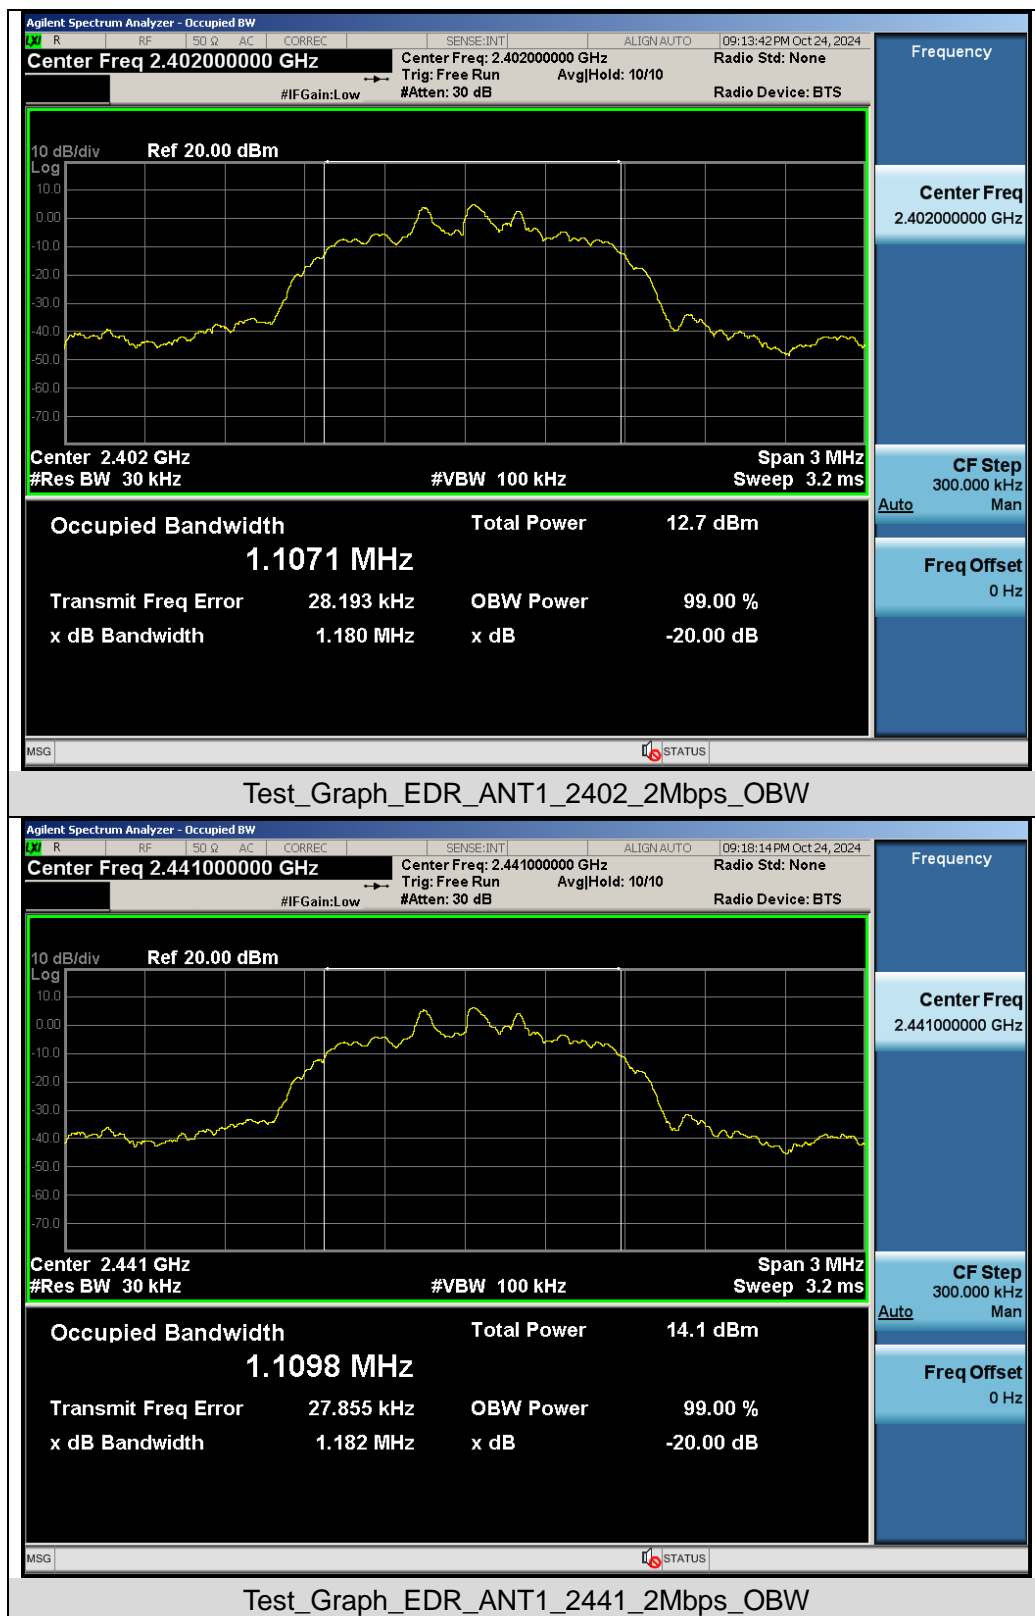 Agilent Spectrum Analyzer - Occupied BW
LXI R RF 50 Ω AC CORREC SENSE:INT ALIGN AUTO 09:13:42 PM Oct 24, 2024
Center Freq 2.402000000 GHz
Center Freq: 2.402000000 GHz Radio Std: None
Trig: Free Run Avg|Hold: 10/10
#IFGain:Low #Atten: 30 dB Radio Device: BTS
Frequency
10 dB/div Ref 20.00 dBm
Log
10.0
0.00
-10.0
-20.0
-30.0
-40.0
-50.0
-60.0
-70.0
Center 2.402 GHz Span 3 MHz
#Res BW 30 kHz #VBW 100 kHz Sweep 3.2 ms
Center Freq
2.402000000 GHz
CF Step
300.000 kHz
Auto Man
Freq Offset
0 Hz
Occupied Bandwidth Total Power 12.7 dBm
1.1071 MHz
Transmit Freq Error 28.193 kHz OBW Power 99.00 %
x dB Bandwidth 1.180 MHz x dB -20.00 dB
MSG STATUS
Test_Graph_EDR_ANT1_2402_2Mbps_OBW
Agilent Spectrum Analyzer - Occupied BW
LXI R RF 50 Ω AC CORREC SENSE:INT ALIGN AUTO 09:18:14 PM Oct 24, 2024
Center Freq 2.441000000 GHz
Center Freq: 2.441000000 GHz Radio Std: None
Trig: Free Run Avg|Hold: 10/10
#IFGain:Low #Atten: 30 dB Radio Device: BTS
Frequency
10 dB/div Ref 20.00 dBm
Log
10.0
0.00
-10.0
-20.0
-30.0
-40.0
-50.0
-60.0
-70.0
Center 2.441 GHz Span 3 MHz
#Res BW 30 kHz #VBW 100 kHz Sweep 3.2 ms
Center Freq
2.441000000 GHz
CF Step
300.000 kHz
Auto Man
Freq Offset
0 Hz
Occupied Bandwidth Total Power 14.1 dBm
1.1098 MHz
Transmit Freq Error 27.855 kHz OBW Power 99.00 %
x dB Bandwidth 1.182 MHz x dB -20.00 dB
MSG STATUS
Test_Graph_EDR_ANT1_2441_2Mbps_OBW